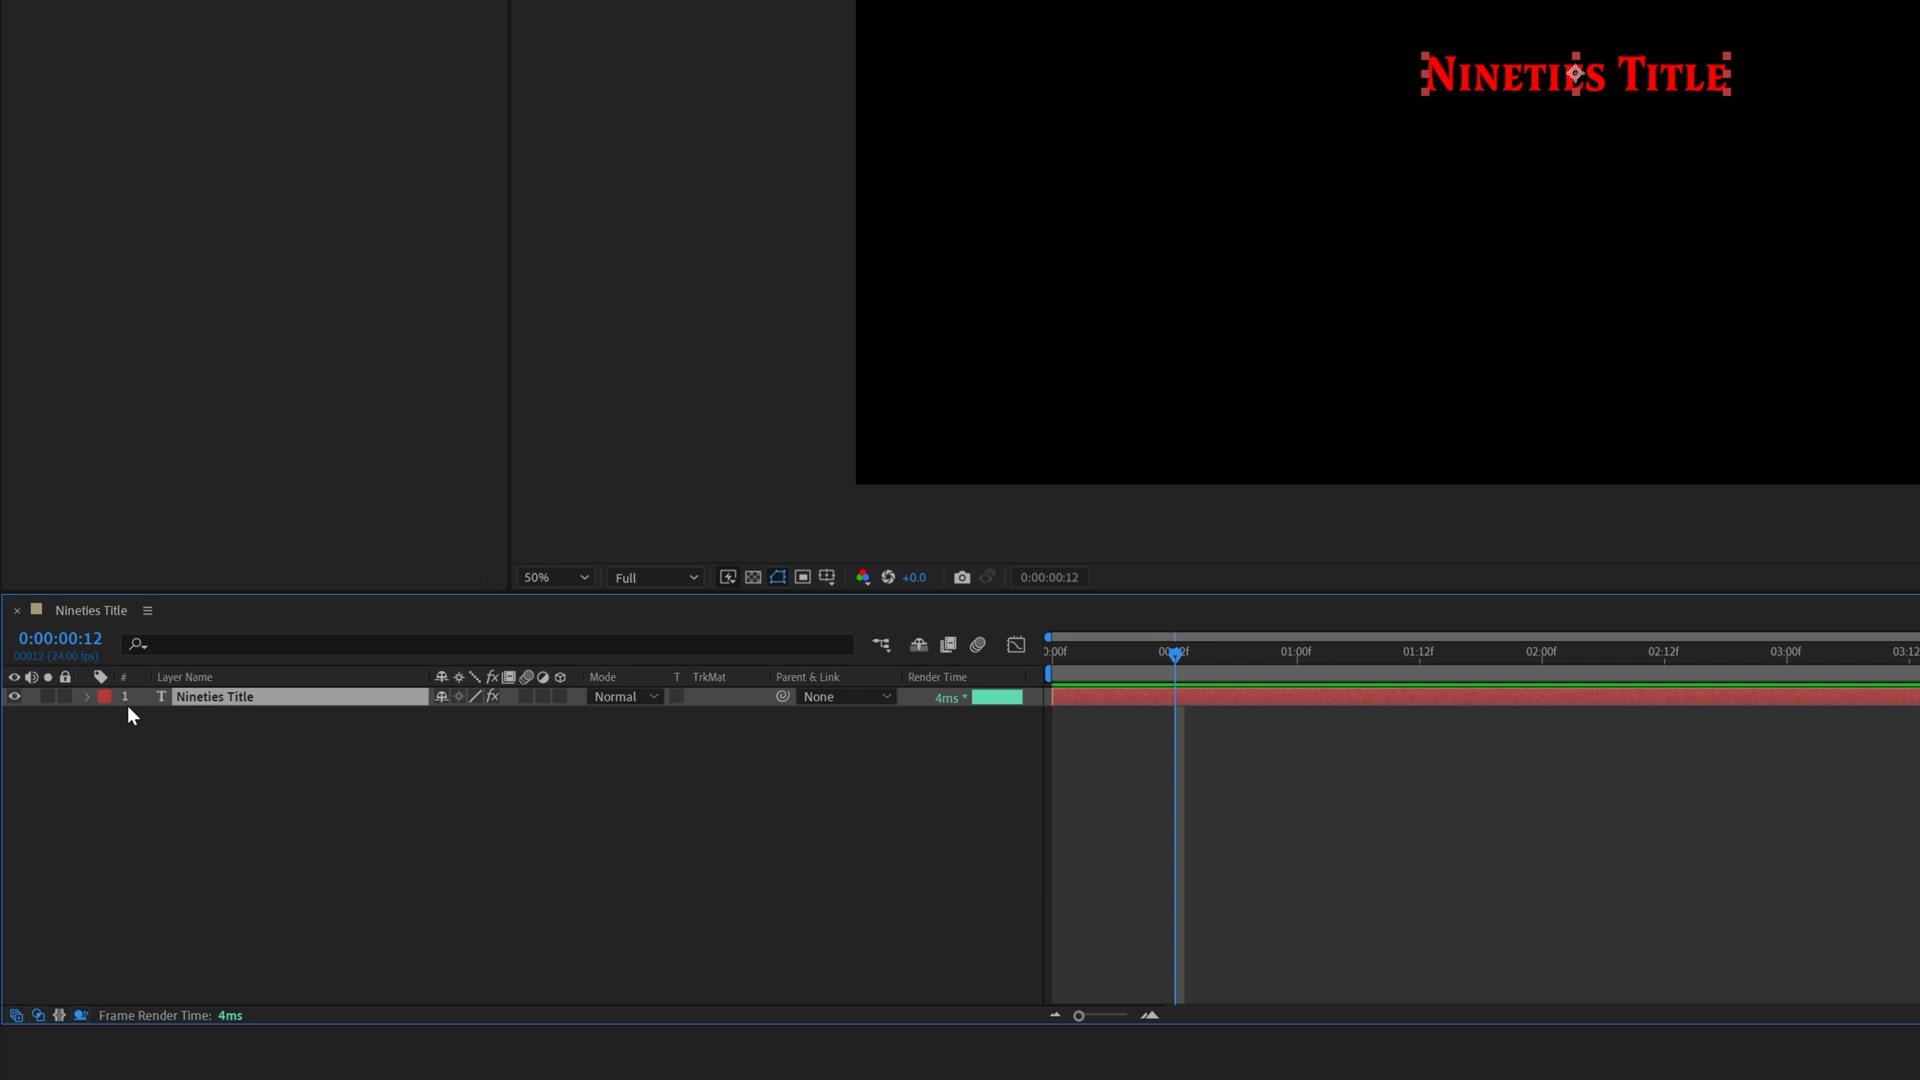 Nineties Title
50%
Full
+0.0
0:00:00:12
Nineties Title
0:00:00:12
00012 (24.00 fps)
0:00f
01:00f
01:12f
02:00f
02:12f
03:00f
03:12
#
Layer Name
fx
Mode
T
TrkMat
Parent & Link
Render Time
1
T
Nineties Title
fx
Normal
None
4ms *
Frame Render Time: 4ms